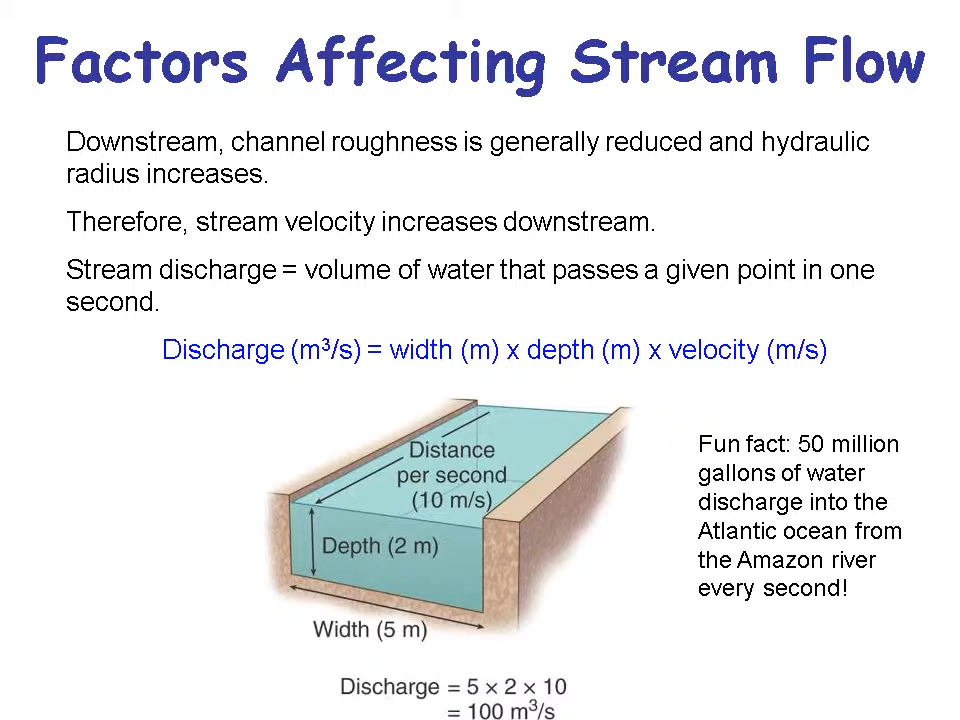 Factors Affecting Stream Flow
Downstream, channel roughness is generally reduced and hydraulic
radius increases.
Therefore, stream velocity increases downstream.
Stream discharge = volume of water that passes a given point in one
second.
Discharge (m³/s) = width (m) x depth (m) x velocity (m/s)
Distance
per second
(10 m/s)
Depth (2 m)
Width (5 m)
Discharge = 5 × 2 × 10
= 100 m³/s
Fun fact: 50 million
gallons of water
discharge into the
Atlantic ocean from
the Amazon river
every second!